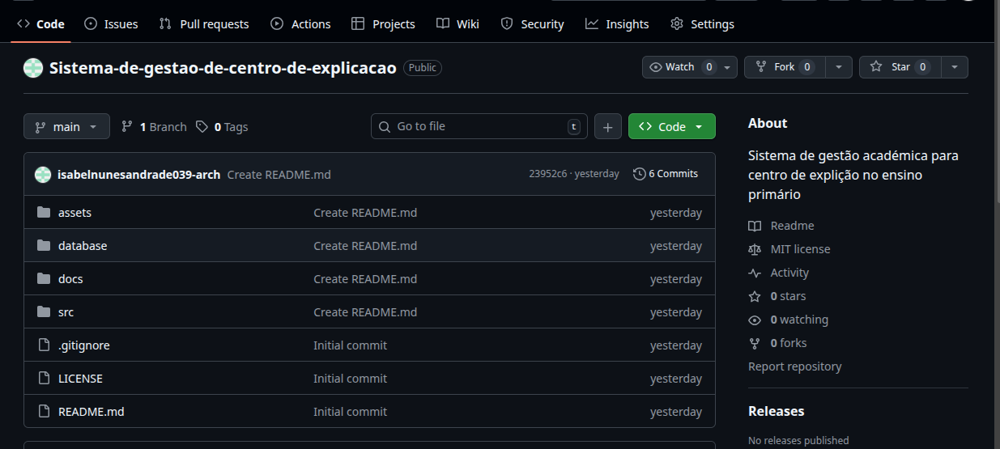 Code Issues Pull requests Actions Projects Wiki Security Insights Settings
Sistema-de-gestao-de-centro-de-explicacao Public Watch 0 Fork 0 Star 0
main 1 Branch 0 Tags Go to file t Code
isabelnunesandrade039-arch Create README.md 23952c6 · yesterday 6 Commits
assets Create README.md yesterday
database Create README.md yesterday
docs Create README.md yesterday
src Create README.md yesterday
.gitignore Initial commit yesterday
LICENSE Initial commit yesterday
README.md Initial commit yesterday
About
Sistema de gestão académica para
centro de explição no ensino
primário
Readme
MIT license
Activity
0 stars
0 watching
0 forks
Report repository
Releases
No releases published